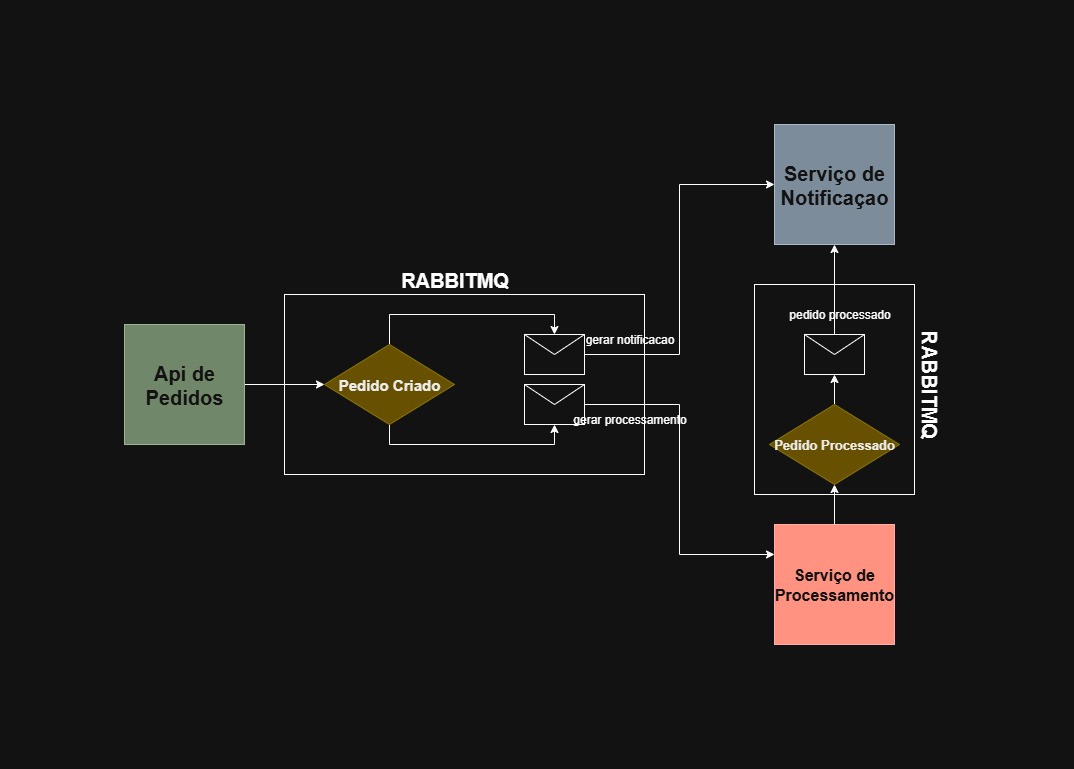 Serviço de
Notificaçao
RABBITMQ
pedido processado
gerar notificacao
RABBITMQ
Api de
Pedidos
Pedido Criado
gerar processamento
Pedido Processado
Serviço de
Processamento